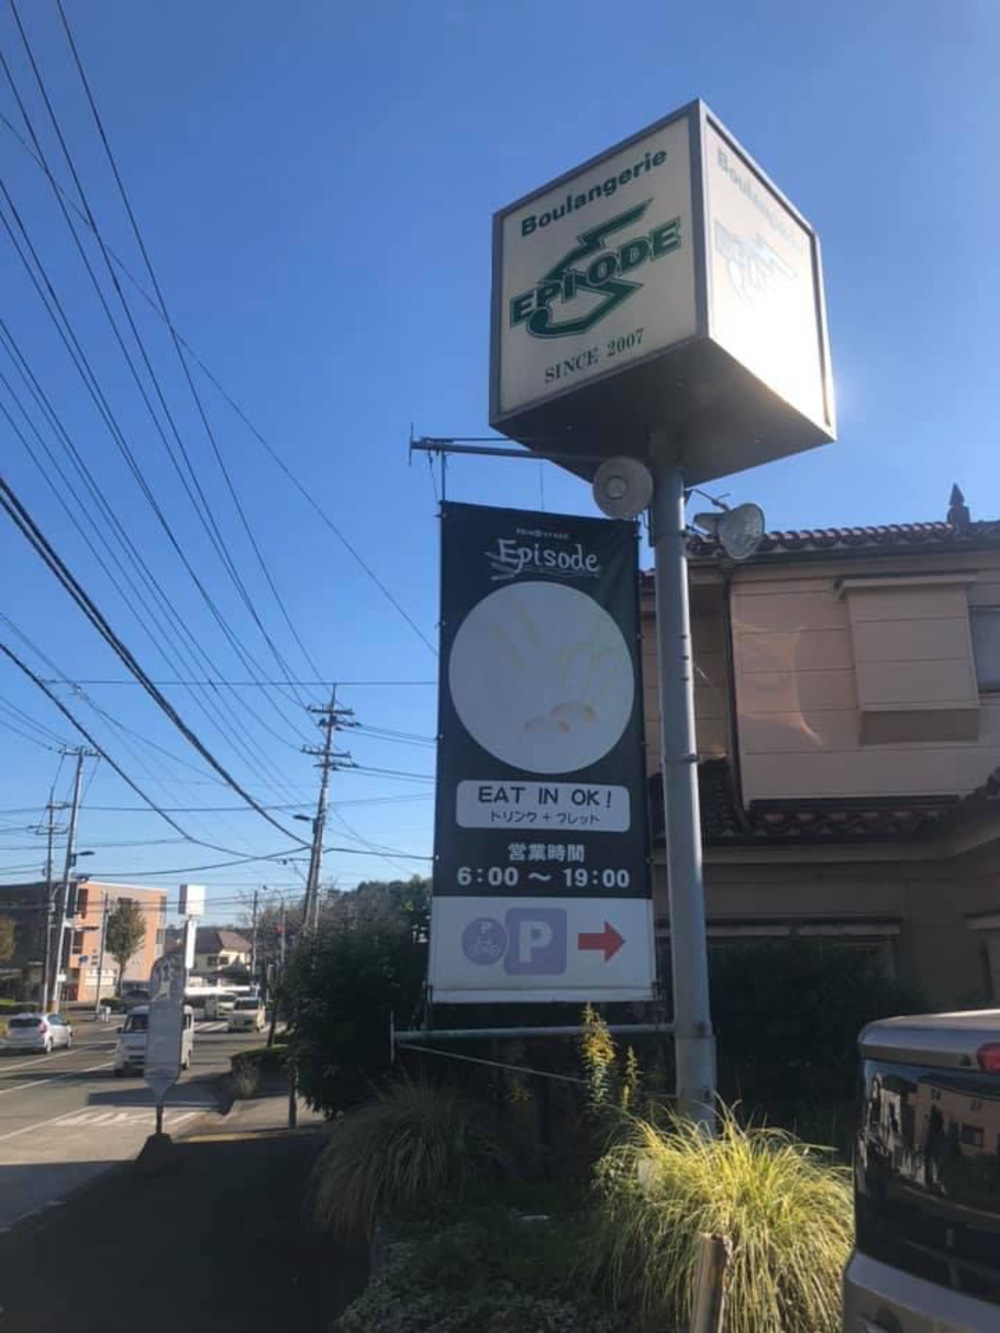 Boulangerie
EPISODE
SINCE 2007
Boulangerie
Episode
EAT IN OK!
ドリンク + ブレッド
営業時間
6:00 〜 19:00
P P